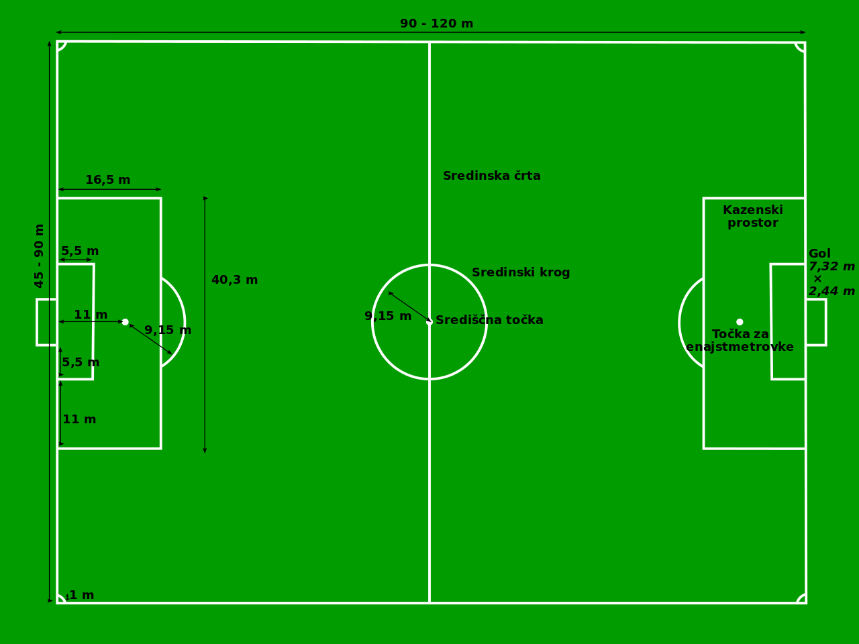 90 - 120 m
Sredinska črta
16,5 m
Kazenski
prostor
45 - 90 m
5,5 m
Gol
7,32 m
×
2,44 m
40,3 m
Sredinski krog
11 m
9,15 m
9,15 m
Središčna točka
Točka za
enajstmetrovke
5,5 m
11 m
1 m